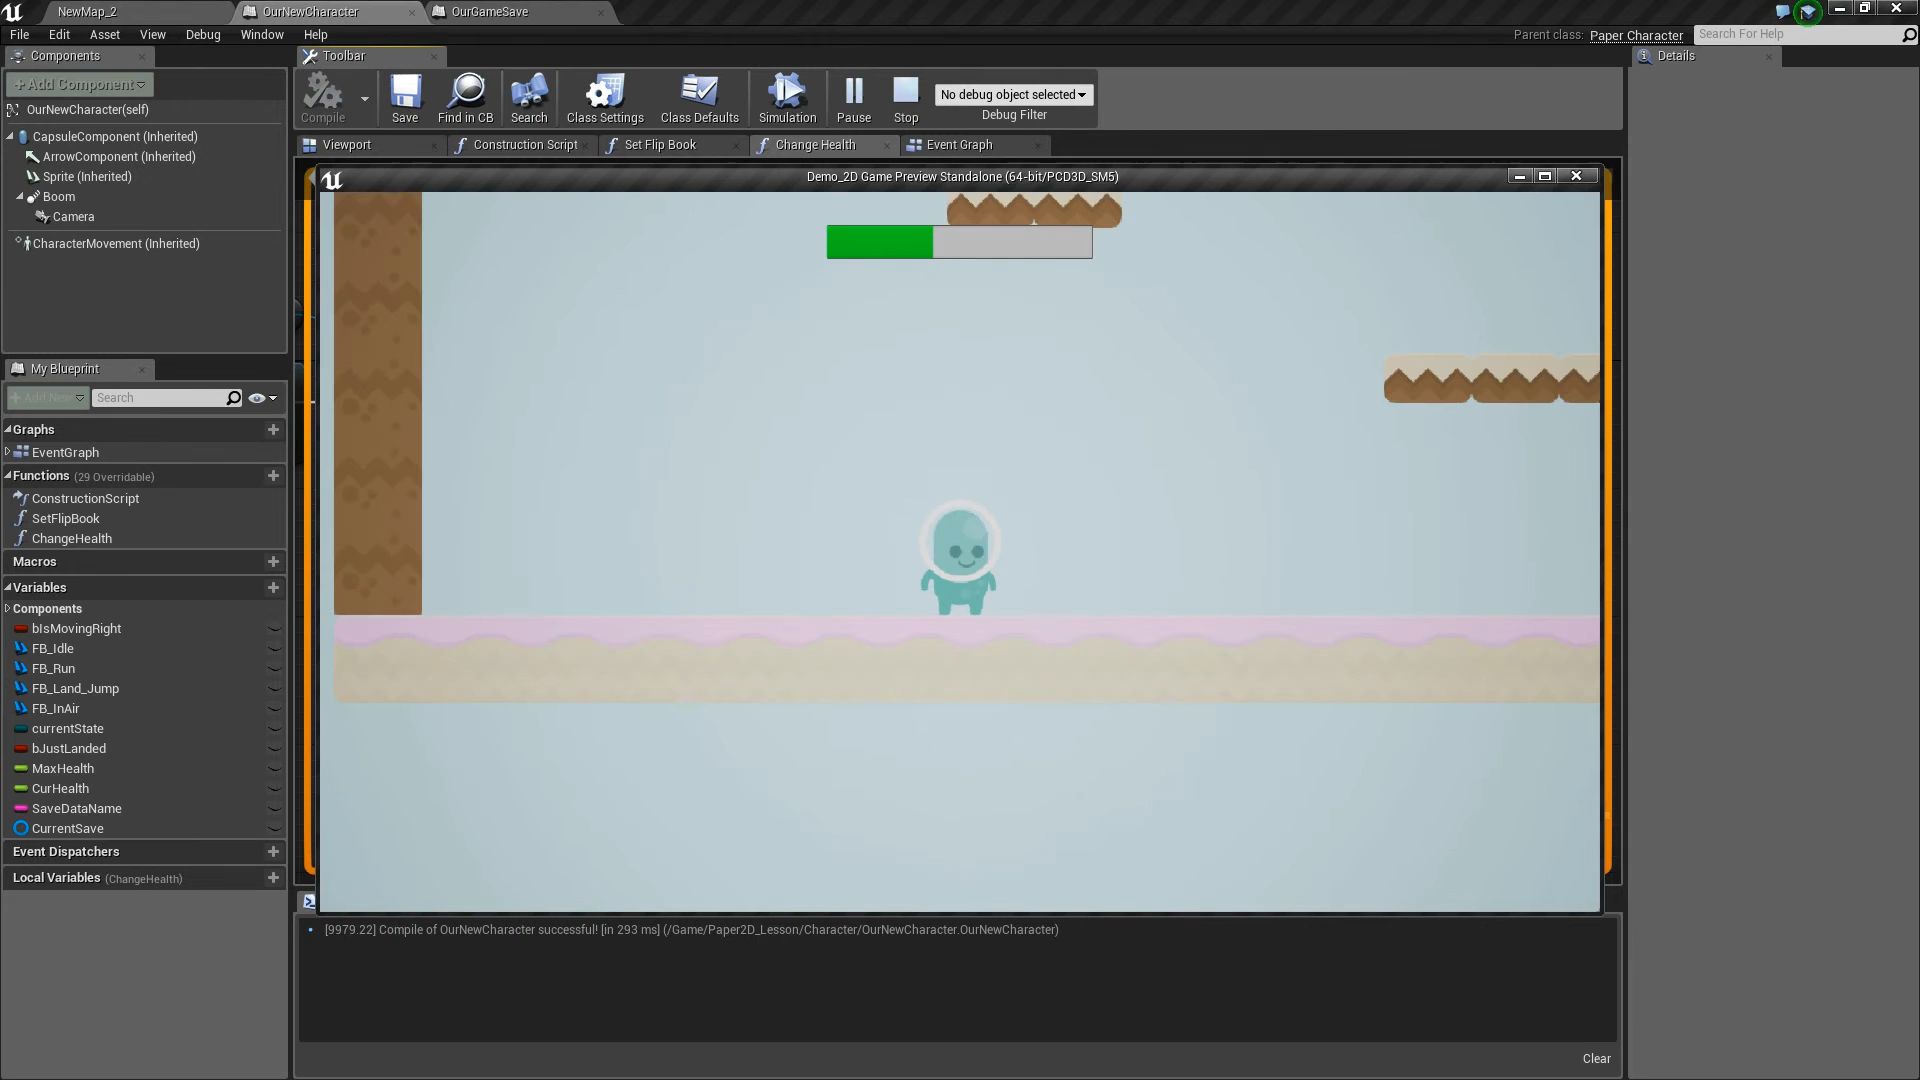 NewMap_2
OurNewCharacter
OurGameSave
File
Edit
Asset
View
Debug
Window
Help
Parent class:
Paper Character
Search For Help
Components
Toolbar
Details
+Add Component
OurNewCharacter(self)
CapsuleComponent (Inherited)
ArrowComponent (Inherited)
Sprite (Inherited)
Boom
Camera
CharacterMovement (Inherited)
Compile
Save
Find in CB
Search
Class Settings
Class Defaults
Simulation
Pause
Stop
No debug object selected
Debug Filter
Viewport
Construction Script
Set Flip Book
Change Health
Event Graph
Demo_2D Game Preview Standalone (64-bit/PCD3D_SM5)
My Blueprint
+Add New
Search
Graphs
EventGraph
Functions (29 Overridable)
ConstructionScript
SetFlipBook
ChangeHealth
Macros
Variables
Components
bIsMovingRight
FB_Idle
FB_Run
FB_Land_Jump
FB_InAir
currentState
bJustLanded
MaxHealth
CurHealth
SaveDataName
CurrentSave
Event Dispatchers
Local Variables (ChangeHealth)
[9979.22] Compile of OurNewCharacter successful! [in 293 ms] (/Game/Paper2D_Lesson/Character/OurNewCharacter.OurNewCharacter)
Clear